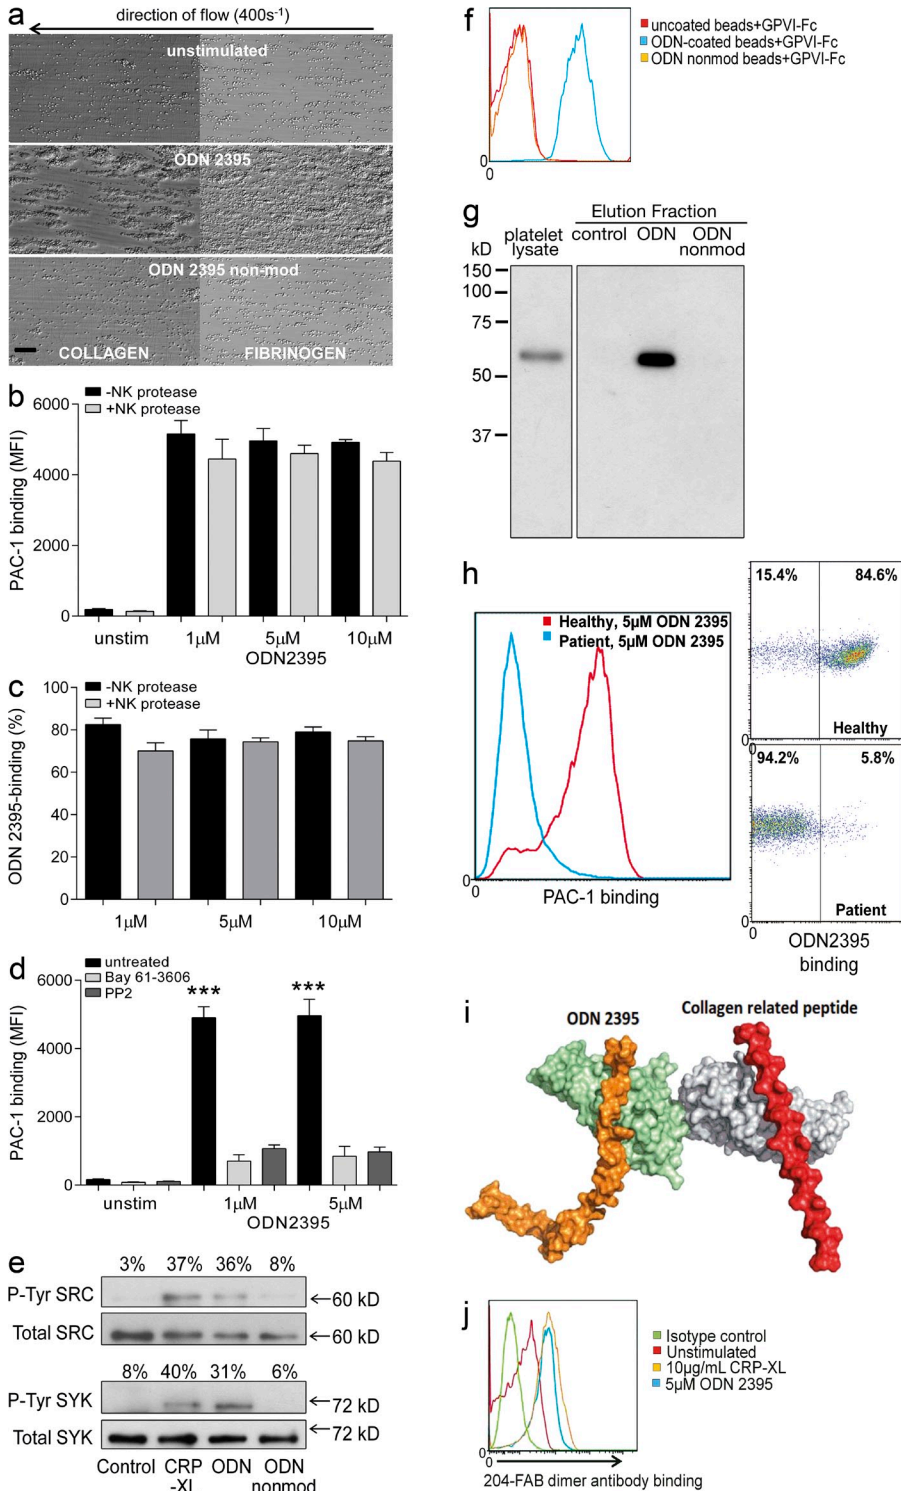 a
direction of flow (400s-1)
unstimulated
ODN 2395
ODN 2395 non-mod
COLLAGEN
FIBRINOGEN
b
-NK protease
+NK protease
PAC-1 binding (MFI)
6000
4000
2000
0
unstim
1µM
5µM
10µM
ODN2395
c
-NK protease
+NK protease
ODN 2395-binding (%)
100
80
60
40
20
0
1µM
5µM
10µM
d
untreated
Bay 61-3606
PP2
PAC-1 binding (MFI)
6000
4000
2000
0
***
***
unstim
1µM
5µM
ODN2395
e
3% 37% 36% 8%
P-Tyr SRC
←60 kD
Total SRC
←60 kD
8% 40% 31% 6%
P-Tyr SYK
←72 kD
Total SYK
←72 kD
Control
CRP
-XL
ODN
ODN
nonmod
f
uncoated beads+GPVI-Fc
ODN-coated beads+GPVI-Fc
ODN nonmod beads+GPVI-Fc
0
g
Elution Fraction
kD
platelet
lysate
control
ODN
ODN
nonmod
150
100
75
50
37
h
Healthy, 5µM ODN 2395
Patient, 5µM ODN 2395
0
0
PAC-1 binding
15.4%
84.6%
0
Healthy
0
94.2%
5.8%
0
Patient
0
ODN2395
binding
i
ODN 2395
Collagen related peptide
j
Isotype control
Unstimulated
10µg/mL CRP-XL
5µM ODN 2395
0
0
204-FAB dimer antibody binding